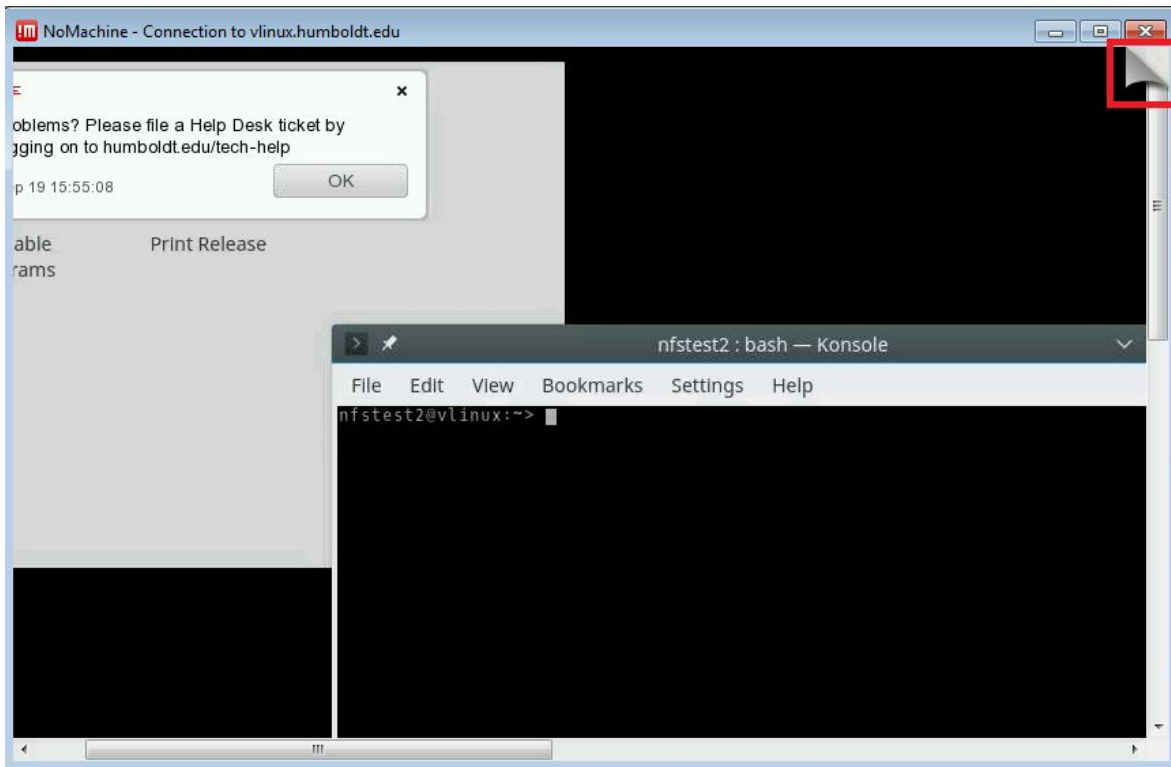 NoMachine - Connection to vlinux.humboldt.edu
oblems? Please file a Help Desk ticket by
gging on to humboldt.edu/tech-help
p 19 15:55:08
OK
able
rams
Print Release
nfstest2 : bash — Konsole
File Edit View Bookmarks Settings Help
nfstest2@vlinux:~>